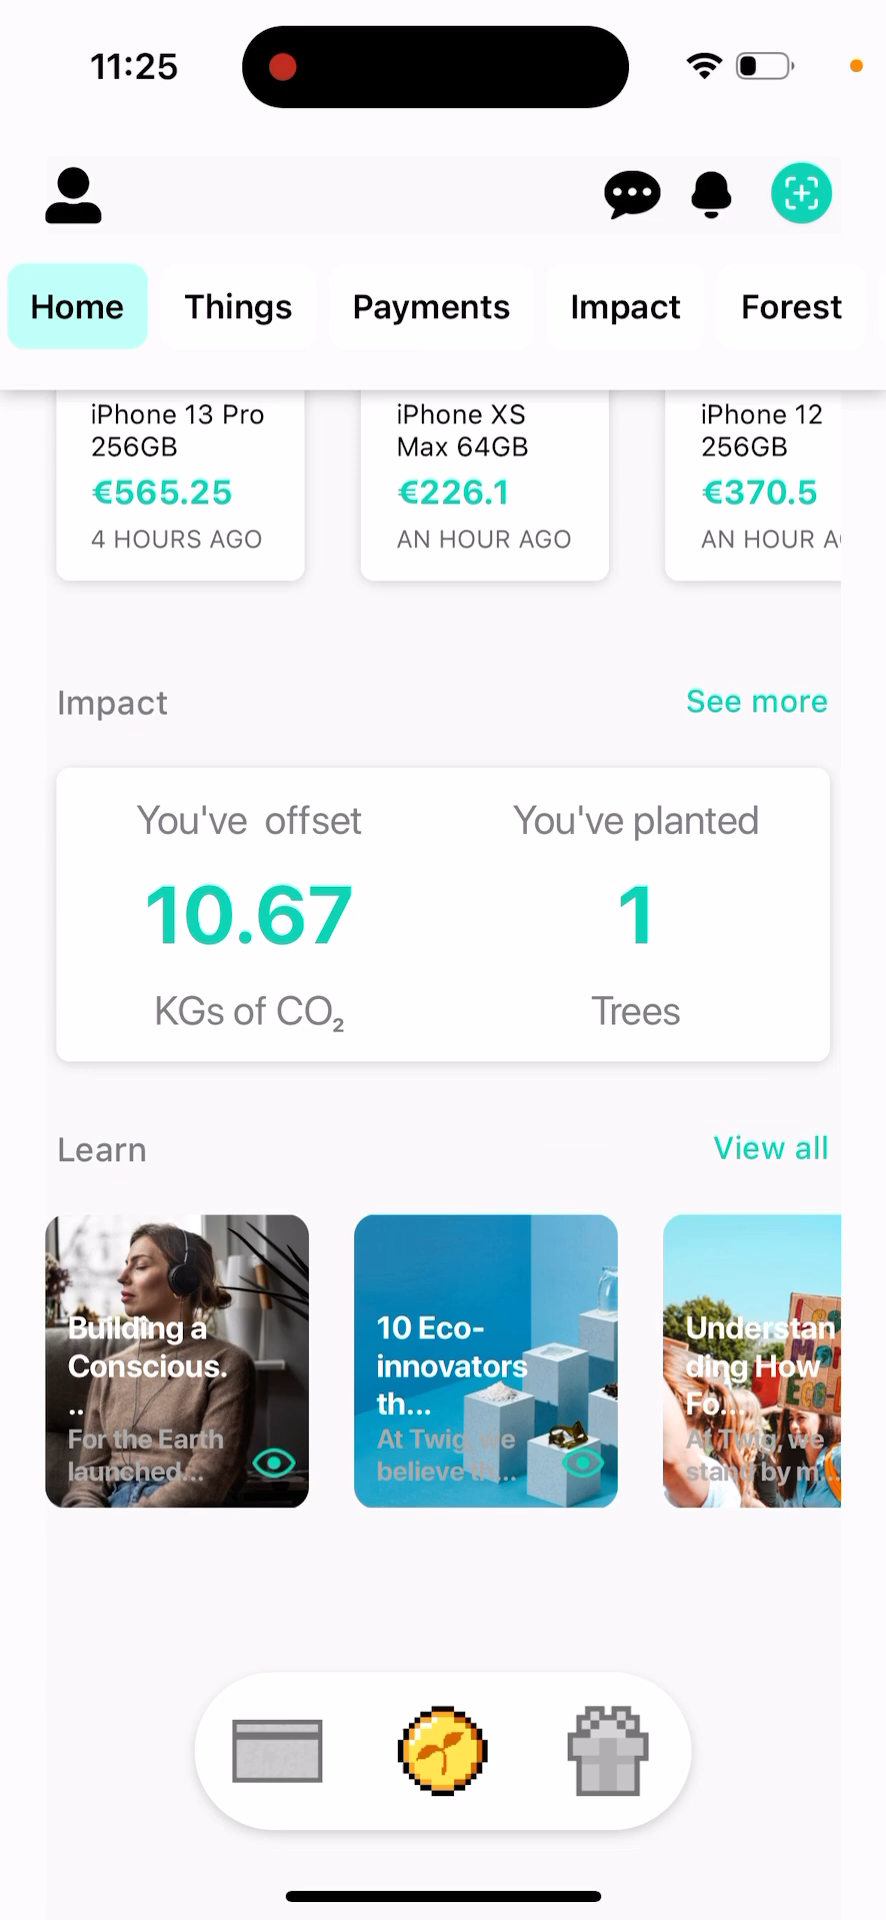 11:25
Home Things Payments Impact Forest
iPhone 13 Pro
256GB
€565.25
4 HOURS AGO
iPhone XS
Max 64GB
€226.1
AN HOUR AGO
iPhone 12
256GB
€370.5
AN HOUR A
Impact
See more
You've offset
10.67
KGs of CO₂
You've planted
1
Trees
Learn
View all
Building a
Conscious.
..
For the Earth
launched...
10 Eco-
innovators
th...
At Twig, we
believe th...
Understan
ding How
Fo...
At Twig, we
stand by m...